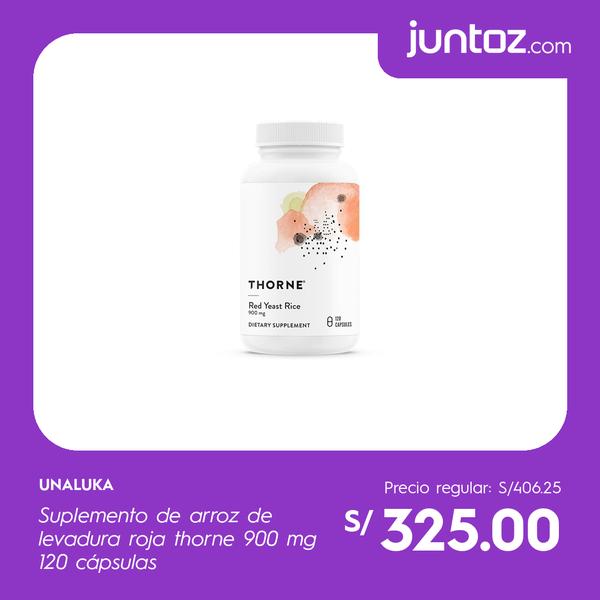 juntoz.com
THORNE®
Red Yeast Rice
900 mg
DIETARY SUPPLEMENT
120
CAPSULES
UNALUKA
Suplemento de arroz de
levadura roja thorne 900 mg
120 cápsulas
Precio regular: S/406.25
S/ 325.00